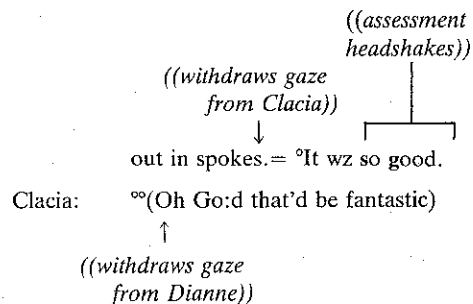 ((assessment
headshakes))
((withdraws gaze
from Clacia))
↓
out in spokes.= °It wz so good.
Clacia: °°(Oh Go:d that'd be fantastic)
↑
((withdraws gaze
from Dianne))